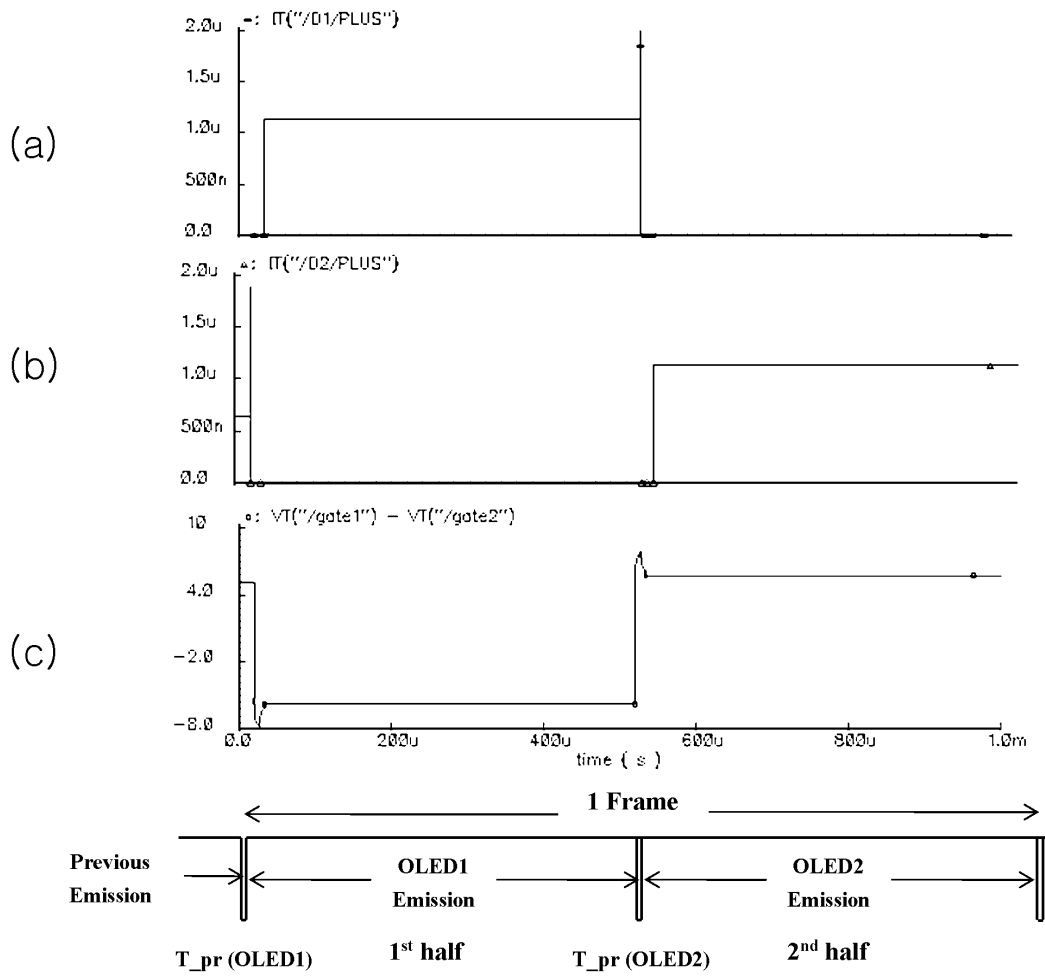 -: IT("/D1/PLUS")
2.0u
1.5u
(a)
1.0u
500n
0.0
△: IT("/D2/PLUS")
2.0u
1.5u
(b)
1.0u
500n
0.0
o: VT("/gate1") - VT("/gate2")
10
4.0
(c)
-2.0
-8.0
0.0 200u 400u 600u 800u 1.0m
time ( s )
1 Frame
Previous Emission
OLED1 Emission
OLED2 Emission
T_pr (OLED1) 1st half T_pr (OLED2) 2nd half